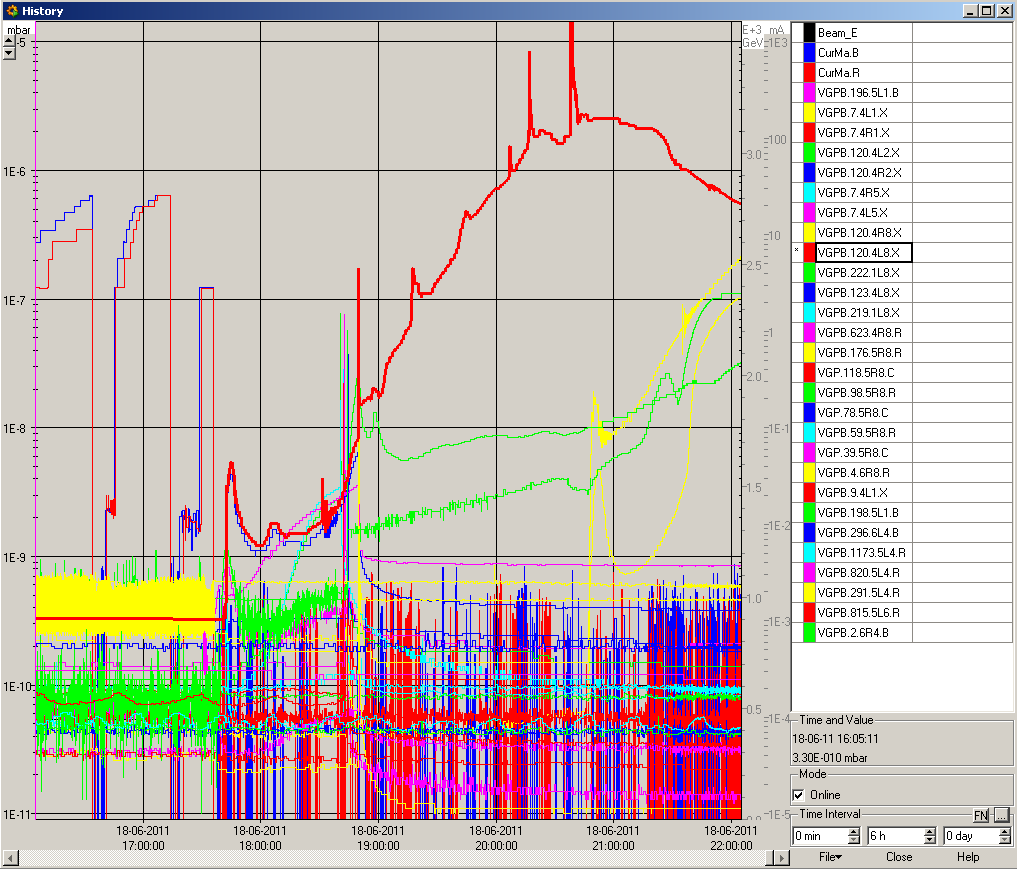 History
mbar
E+3
mA
GeV
1E3
-5
1E-6
1E-7
1E-8
1E-9
1E-10
1E-11
100
3.0
10
2.5
1
2.0
1E-1
1.5
1E-2
1.0
1E-3
0.5
1E-4
1E-5
18-06-2011 18-06-2011 18-06-2011 18-06-2011 18-06-2011 18-06-2011
17:00:00 18:00:00 19:00:00 20:00:00 21:00:00 22:00:00
Beam_E
CurMa.B
CurMa.R
VGPB.196.5L1.B
VGPB.7.4L1.X
VGPB.7.4R1.X
VGPB.120.4L2.X
VGPB.120.4R2.X
VGPB.7.4R5.X
VGPB.7.4L5.X
VGPB.120.4R8.X
VGPB.120.4L8.X
VGPB.222.1L8.X
VGPB.123.4L8.X
VGPB.219.1L8.X
VGPB.623.4R8.R
VGPB.176.5R8.R
VGP.118.5R8.C
VGPB.98.5R8.R
VGP.78.5R8.C
VGPB.59.5R8.R
VGP.39.5R8.C
VGPB.4.6R8.R
VGPB.9.4L1.X
VGPB.198.5L1.B
VGPB.296.6L4.B
VGPB.1173.5L4.R
VGPB.820.5L4.R
VGPB.291.5L4.R
VGPB.815.5L6.R
VGPB.2.6R4.B
Time and Value
18-06-11 16:05:11
3.30E-010 mbar
Mode
Online
Time Interval
FN
...
0 min
6 h
0 day
File
Close
Help